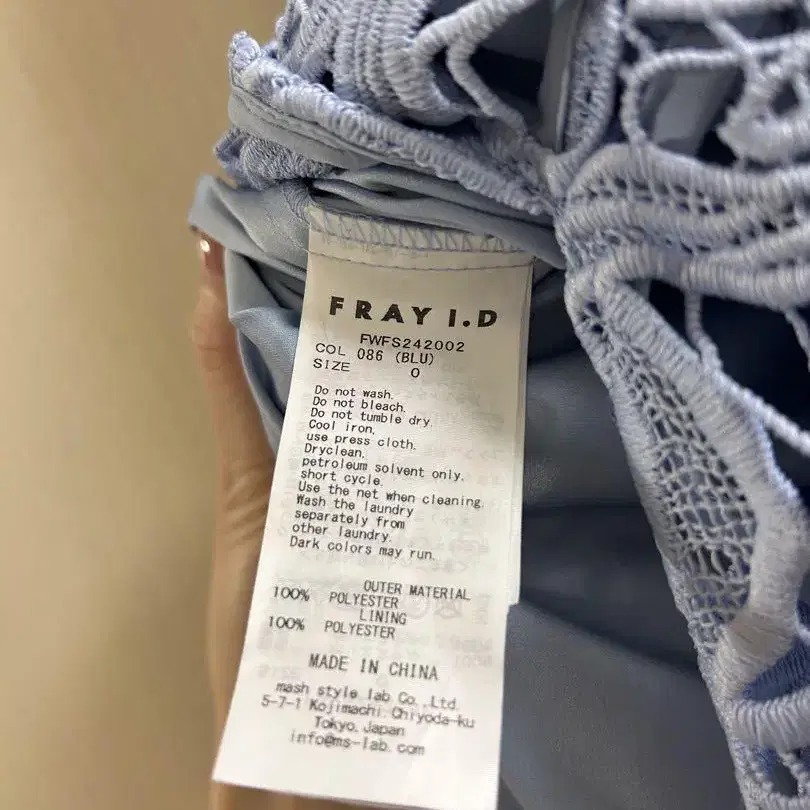 FRAY I.D
FWFS242002
COL 086 (BLU)
SIZE 0
Do not wash.
Do not bleach.
Do not tumble dry.
Cool iron,
use press cloth.
Dryclean.
petroleum solvent only.
short cycle.
Use the net when cleaning.
Wash the laundry
separately from
other laundry.
Dark colors may run.
OUTER MATERIAL
100% POLYESTER
LINING
100% POLYESTER
MADE IN CHINA
mash style lab Co.,Ltd.
5-7-1 Kojimachi Chiyoda-ku
Tokyo.Japan
info@ms-lab.com